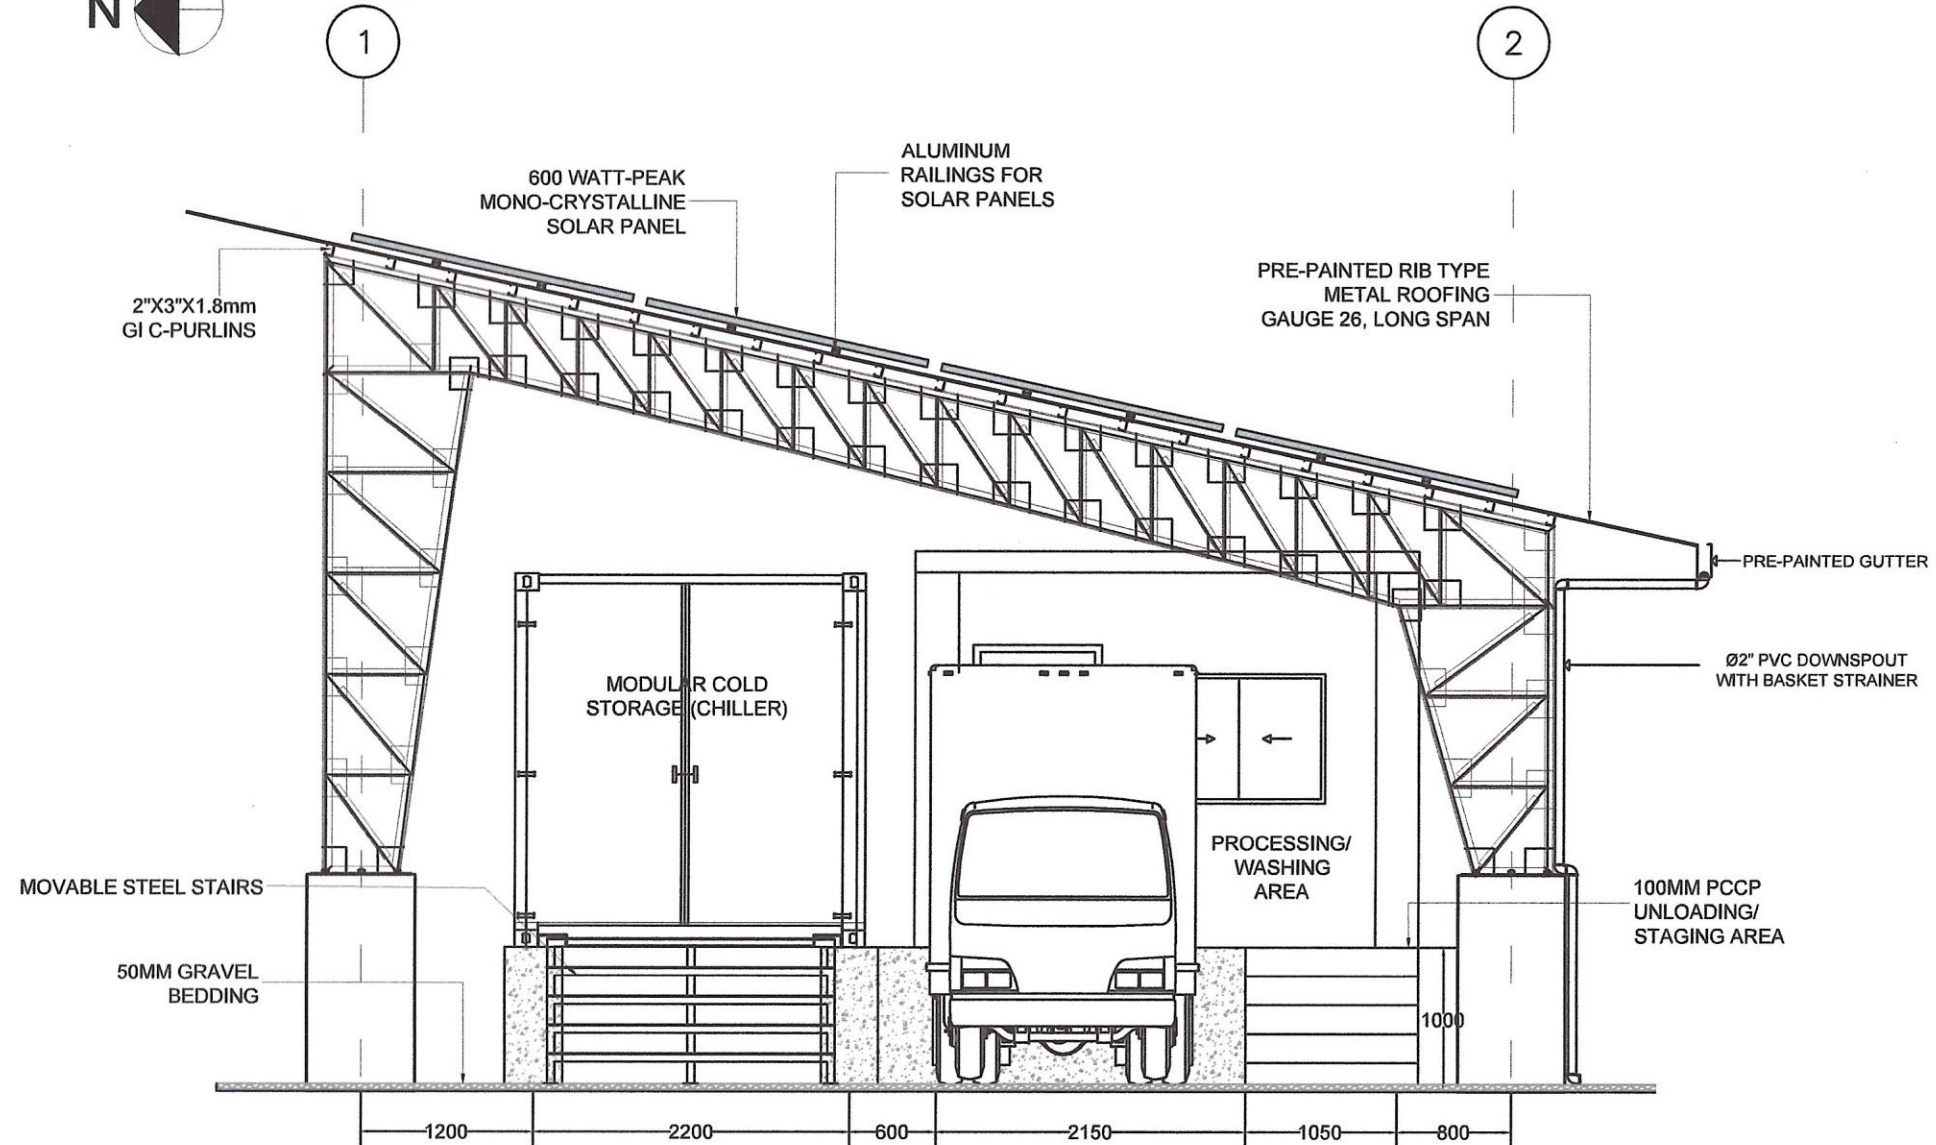 N
1
2
600 WATT-PEAK
MONO-CRYSTALLINE
SOLAR PANEL
ALUMINUM
RAILINGS FOR
SOLAR PANELS
PRE-PAINTED RIB TYPE
METAL ROOFING
GAUGE 26, LONG SPAN
2"X3"X1.8mm
GI C-PURLINS
PRE-PAINTED GUTTER
Ø2" PVC DOWNSPOUT
WITH BASKET STRAINER
MODULAR COLD
STORAGE (CHILLER)
PROCESSING/
WASHING
AREA
MOVABLE STEEL STAIRS
100MM PCCP
UNLOADING/
STAGING AREA
50MM GRAVEL
BEDDING
1000
1200
2200
600
2150
1050
800